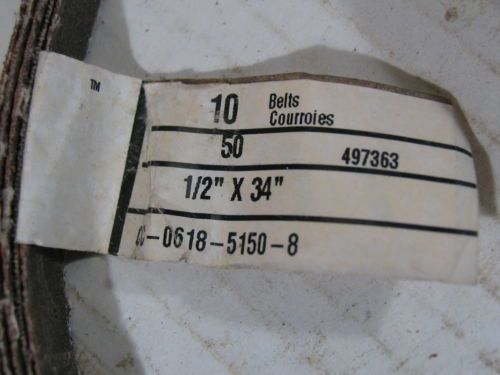 TM
10 Belts
Courroies
50 497363
1/2" X 34"
-0618-5150-8